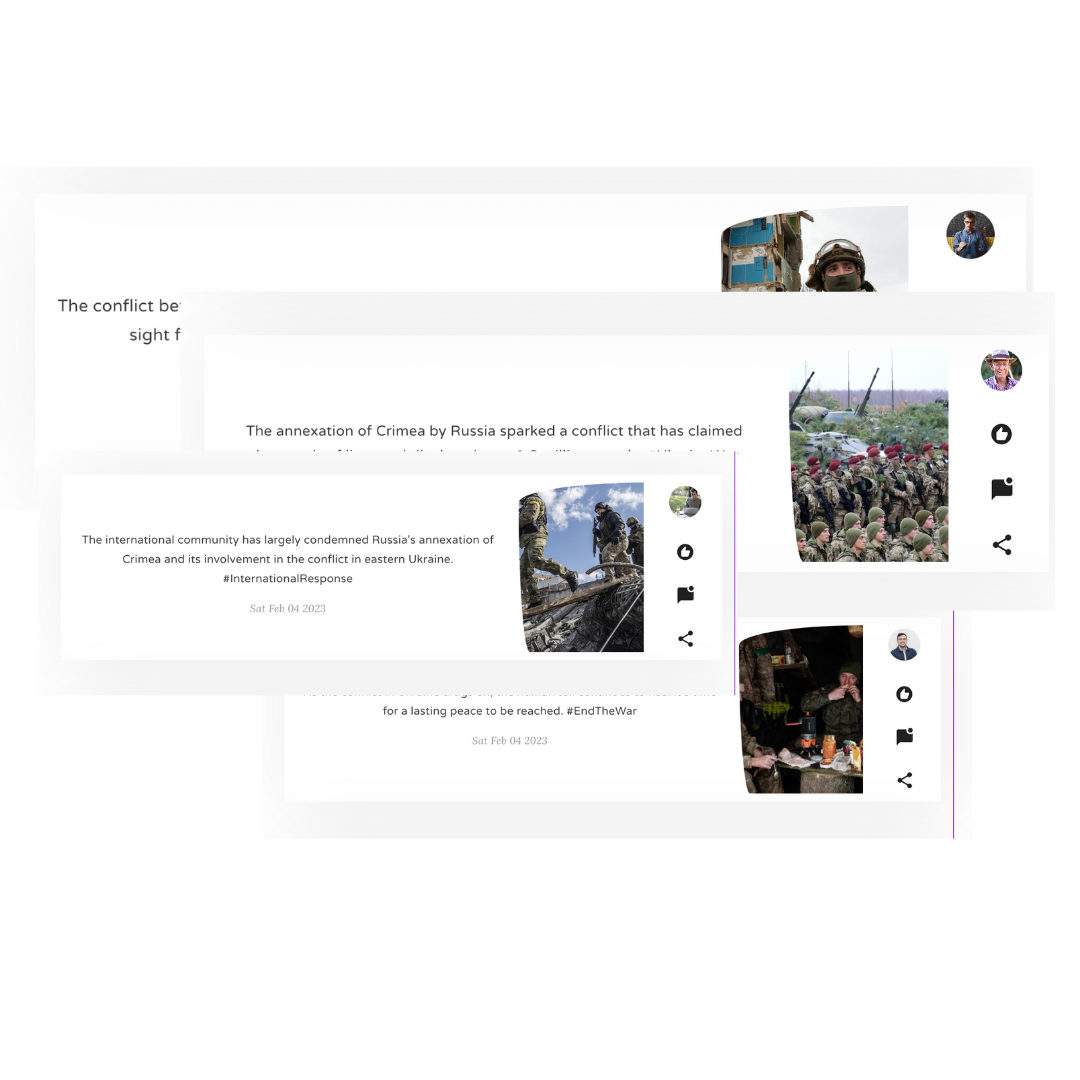 The conflict be
sight f
The annexation of Crimea by Russia sparked a conflict that has claimed
The international community has largely condemned Russia's annexation of
Crimea and its involvement in the conflict in eastern Ukraine.
#InternationalResponse
Sat Feb 04 2023
for a lasting peace to be reached. #EndTheWar
Sat Feb 04 2023